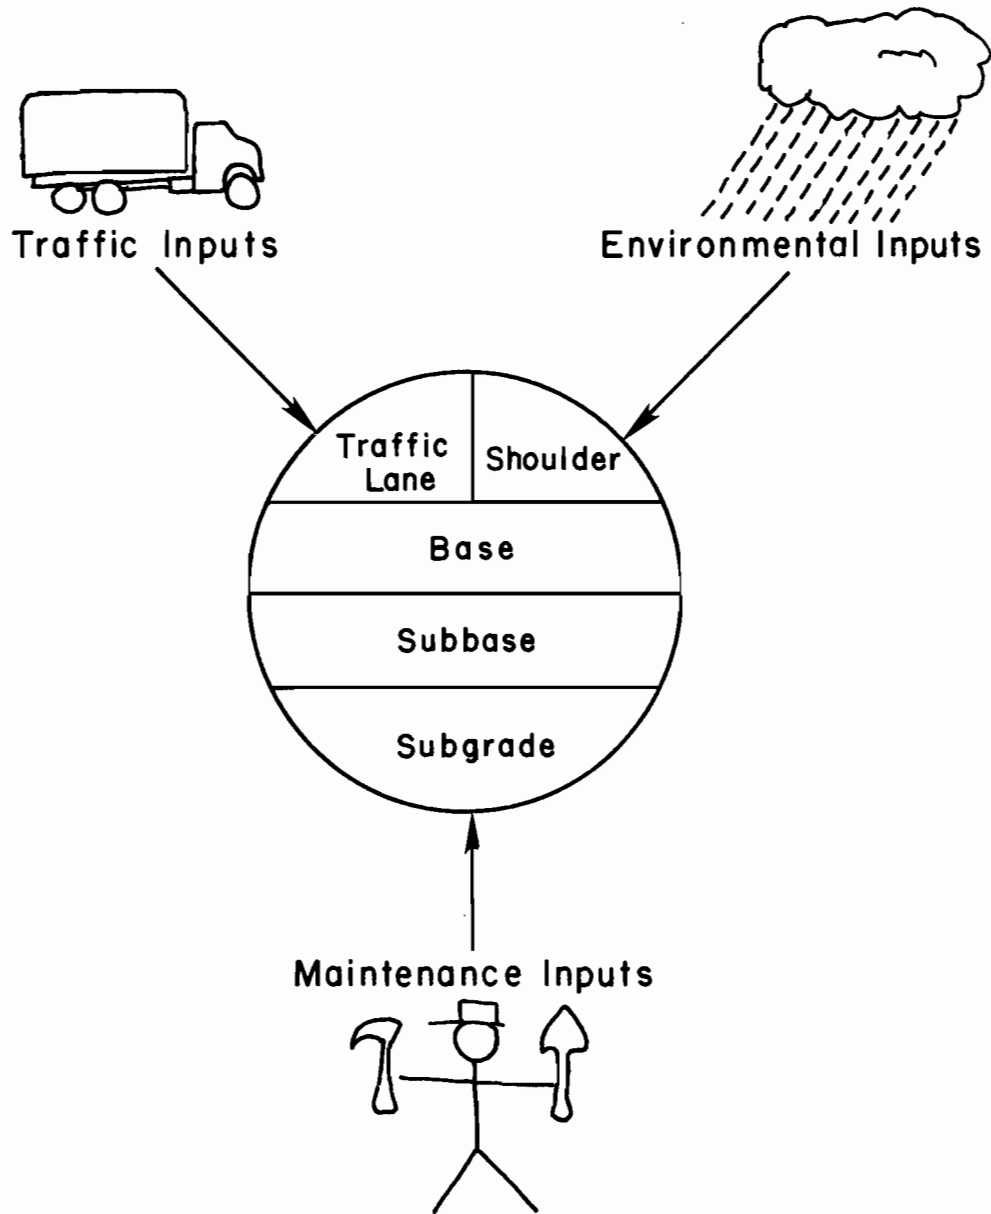 Traffic Inputs
Environmental Inputs
Traffic
Lane
Shoulder
Base
Subbase
Subgrade
Maintenance Inputs